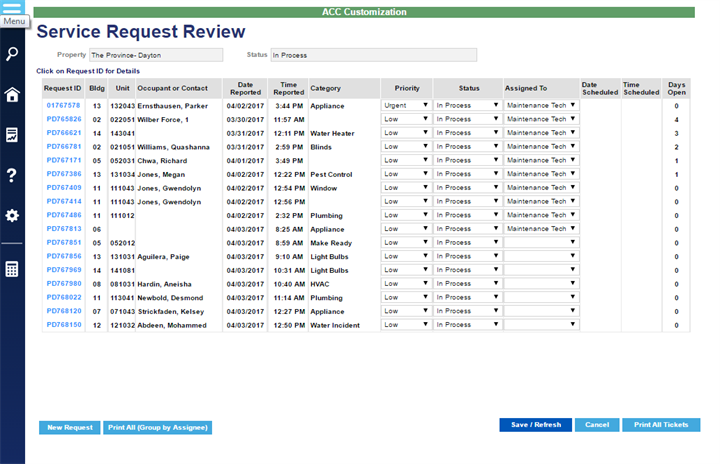 ACC Customization
Menu
Service Request Review
Property The Province- Dayton Status In Process
Click on Request ID for Details
Request ID Bldg Unit Occupant or Contact Date Reported Time Reported Category Priority Status Assigned To Date Scheduled Time Scheduled Days Open
01767578 13 132043 Ernsthausen, Parker 04/02/2017 3:44 PM Appliance Urgent In Process Maintenance Tech 0
PD765826 02 022051 Wilber Force, 1 03/30/2017 11:57 AM Low In Process Maintenance Tech 4
PD766621 14 143041 03/31/2017 12:11 PM Water Heater Low In Process Maintenance Tech 3
PD766781 02 021051 Williams, Quashanna 03/31/2017 2:59 PM Blinds Low In Process Maintenance Tech 2
PD767171 05 052031 Chwa, Richard 04/01/2017 3:49 PM Low In Process Maintenance Tech 1
PD767386 13 131034 Jones, Megan 04/02/2017 12:22 PM Pest Control Low In Process Maintenance Tech 1
PD767409 11 111043 Jones, Gwendolyn 04/02/2017 12:54 PM Window Low In Process Maintenance Tech 0
PD767414 11 111043 Jones, Gwendolyn 04/02/2017 12:56 PM Low In Process Maintenance Tech 0
PD767486 11 111012 04/02/2017 2:32 PM Plumbing Low In Process Maintenance Tech 0
PD767813 06 04/03/2017 8:25 AM Appliance Low In Process Maintenance Tech 0
PD767851 05 052012 04/03/2017 8:59 AM Make Ready Low In Process 0
PD767856 13 131031 Aguilera, Paige 04/03/2017 9:10 AM Light Bulbs Low In Process 0
PD767969 14 141081 04/03/2017 10:31 AM Light Bulbs Low In Process 0
PD767980 08 081031 Hardin, Aneisha 04/03/2017 10:40 AM HVAC Low In Process 0
PD768022 11 113041 Newbold, Desmond 04/03/2017 11:14 AM Plumbing Low In Process 0
PD768120 07 071043 Strickfaden, Kelsey 04/03/2017 12:27 PM Appliance Low In Process 0
PD768150 12 121032 Abdeen, Mohammed 04/03/2017 12:50 PM Water Incident Low In Process 0
New Request Print All (Group by Assignee) Save / Refresh Cancel Print All Tickets